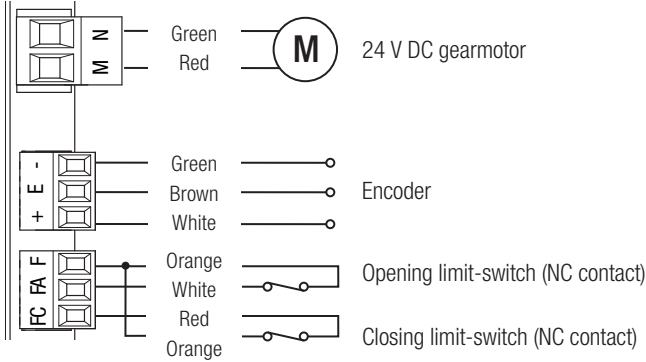 N Green
M Red
M
24 V DC gearmotor
- Green
E Brown
+ White
Encoder
F Orange
FA White
Opening limit-switch (NC contact)
FC Red
Orange
Closing limit-switch (NC contact)